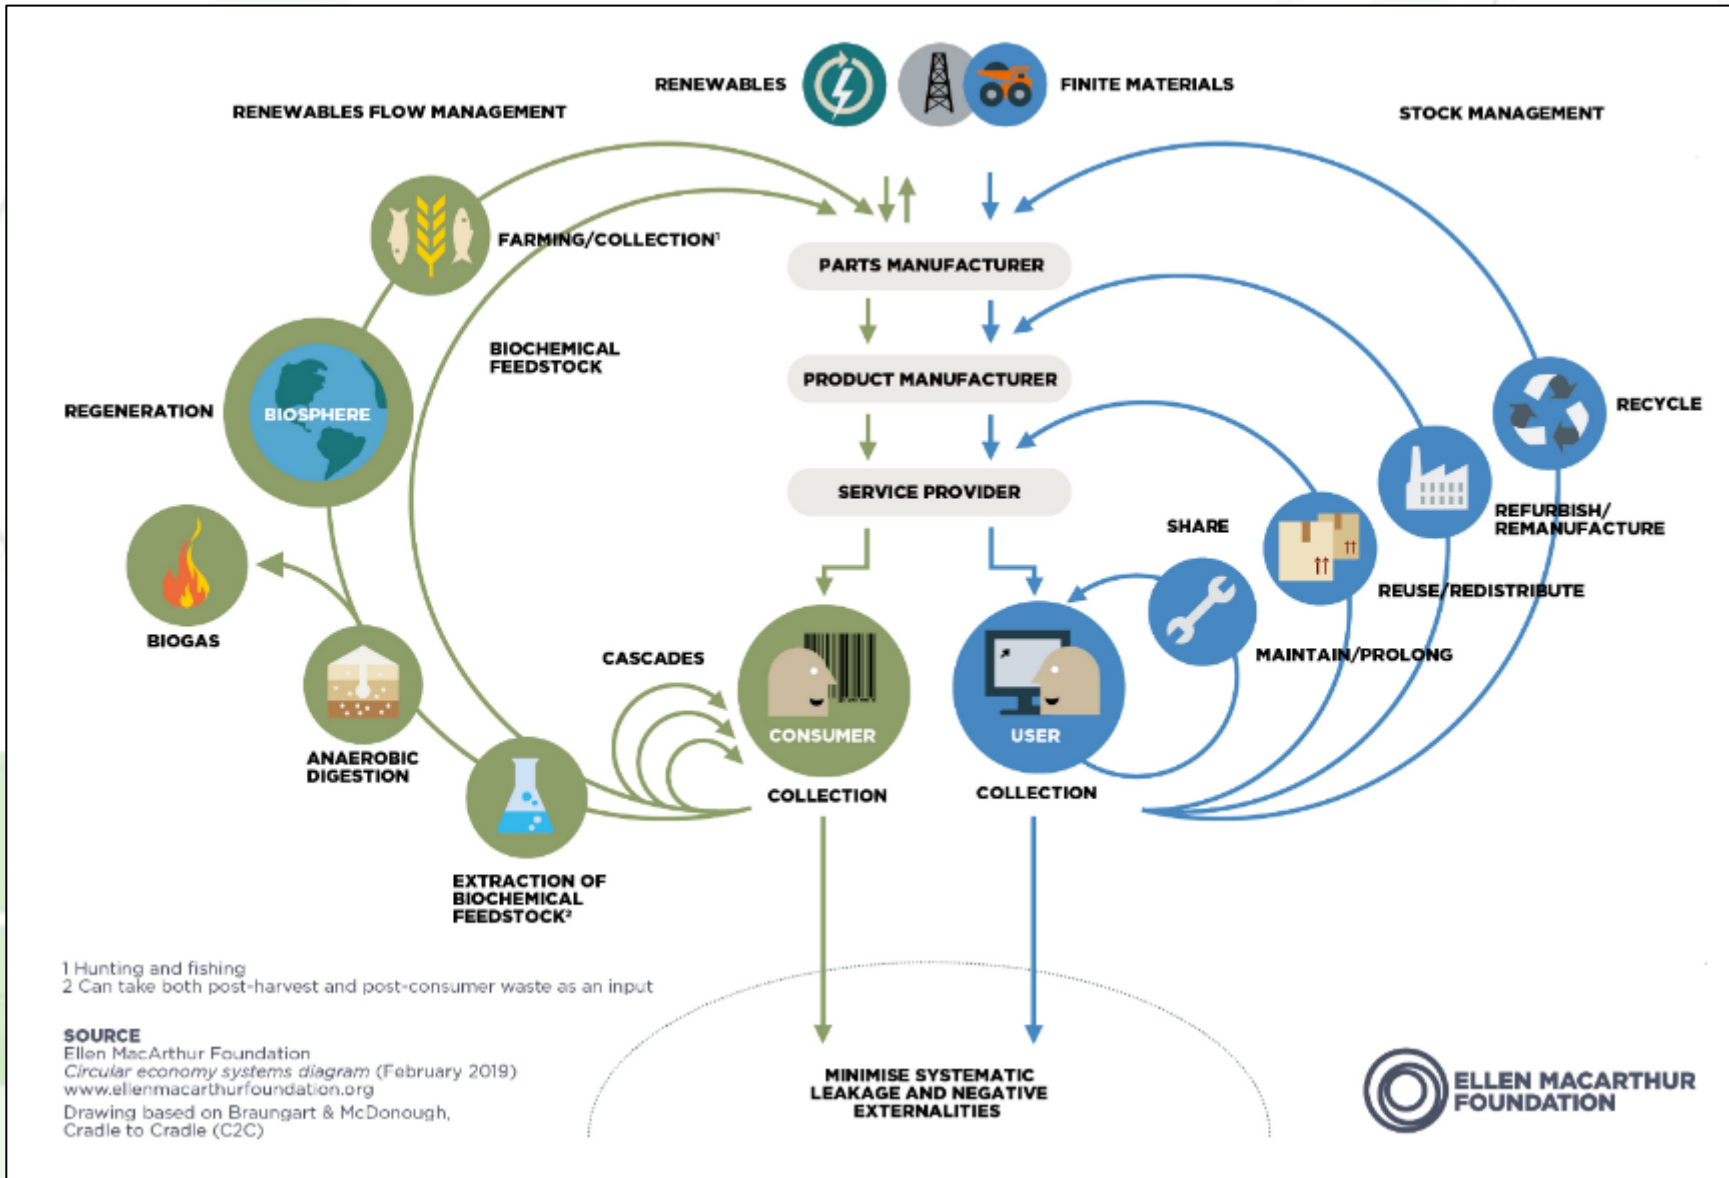 RENEWABLES
FINITE MATERIALS
RENEWABLES FLOW MANAGEMENT
STOCK MANAGEMENT
FARMING/COLLECTION¹
PARTS MANUFACTURER
BIOCHEMICAL
FEEDSTOCK
PRODUCT MANUFACTURER
REGENERATION
BIOSPHERE
RECYCLE
SERVICE PROVIDER
SHARE
REFURBISH/
REMANUFACTURE
REUSE/REDISTRIBUTE
BIOGAS
CASCADES
MAINTAIN/PROLONG
CONSUMER
USER
ANAEROBIC
DIGESTION
COLLECTION
COLLECTION
EXTRACTION OF
BIOCHEMICAL
FEEDSTOCK²
1 Hunting and fishing
2 Can take both post-harvest and post-consumer waste as an input
SOURCE
Ellen MacArthur Foundation
Circular economy systems diagram (February 2019)
www.ellenmacarthurfoundation.org
Drawing based on Braungart & McDonough,
Cradle to Cradle (C2C)
MINIMISE SYSTEMATIC
LEAKAGE AND NEGATIVE
EXTERNALITIES
ELLEN MACARTHUR
FOUNDATION